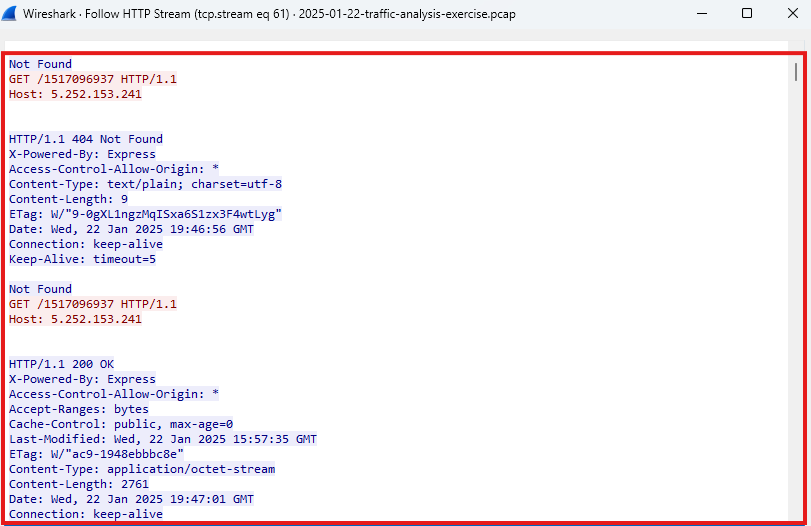 Wireshark · Follow HTTP Stream (tcp.stream eq 61) · 2025-01-22-traffic-analysis-exercise.pcap
Not Found
GET /1517096937 HTTP/1.1
Host: 5.252.153.241
HTTP/1.1 404 Not Found
X-Powered-By: Express
Access-Control-Allow-Origin: *
Content-Type: text/plain; charset=utf-8
Content-Length: 9
ETag: W/"9-0gXL1ngzMqISxa6S1zx3F4wtLyg"
Date: Wed, 22 Jan 2025 19:46:56 GMT
Connection: keep-alive
Keep-Alive: timeout=5
Not Found
GET /1517096937 HTTP/1.1
Host: 5.252.153.241
HTTP/1.1 200 OK
X-Powered-By: Express
Access-Control-Allow-Origin: *
Accept-Ranges: bytes
Cache-Control: public, max-age=0
Last-Modified: Wed, 22 Jan 2025 15:57:35 GMT
ETag: W/"ac9-1948ebbbc8e"
Content-Type: application/octet-stream
Content-Length: 2761
Date: Wed, 22 Jan 2025 19:47:01 GMT
Connection: keep-alive